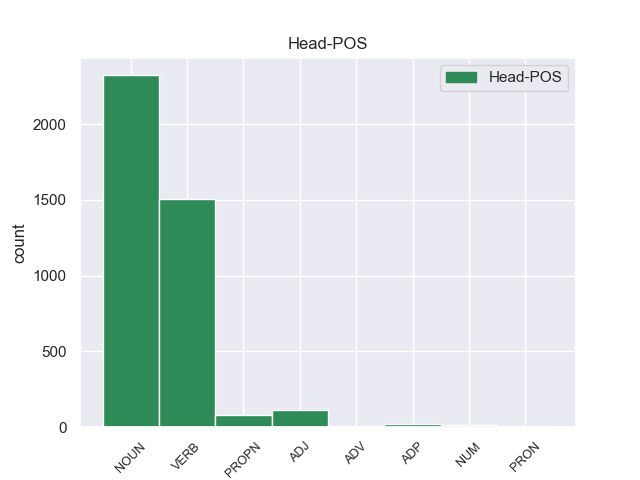 Head-POS
Head-POS
2000
1500
1000
500
0
count
NOUN VERB PROPN ADJ ADV ADP NUM PRON